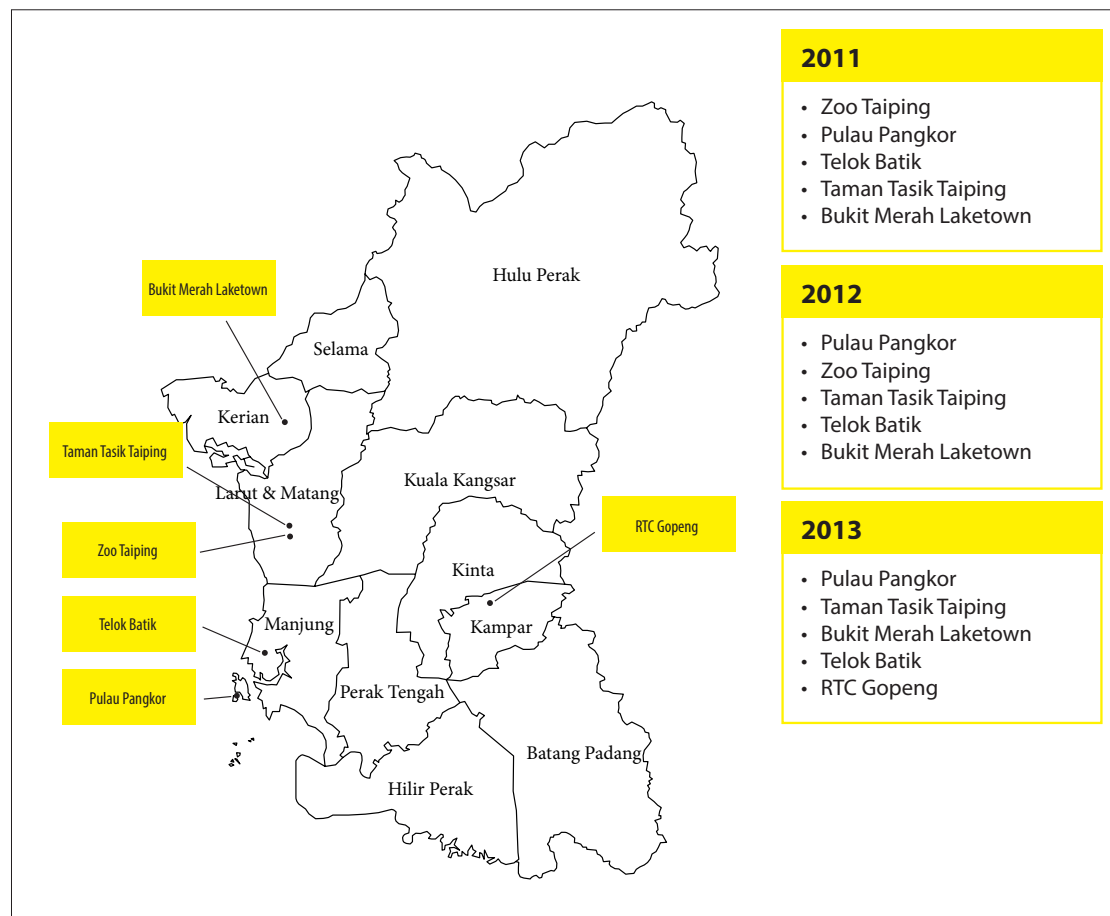 Hulu Perak
Bukit Merah Laketown
Selama
Kerian
Taman Tasik Taiping
Larut & Matang
Kuala Kangsar
RTC Gopeng
Zoo Taiping
Kinta
Telok Batik
Manjung
Kampar
Pulau Pangkor
Perak Tengah
Batang Padang
Hilir Perak
2011
• Zoo Taiping
• Pulau Pangkor
• Telok Batik
• Taman Tasik Taiping
• Bukit Merah Laketown
2012
• Pulau Pangkor
• Zoo Taiping
• Taman Tasik Taiping
• Telok Batik
• Bukit Merah Laketown
2013
• Pulau Pangkor
• Taman Tasik Taiping
• Bukit Merah Laketown
• Telok Batik
• RTC Gopeng